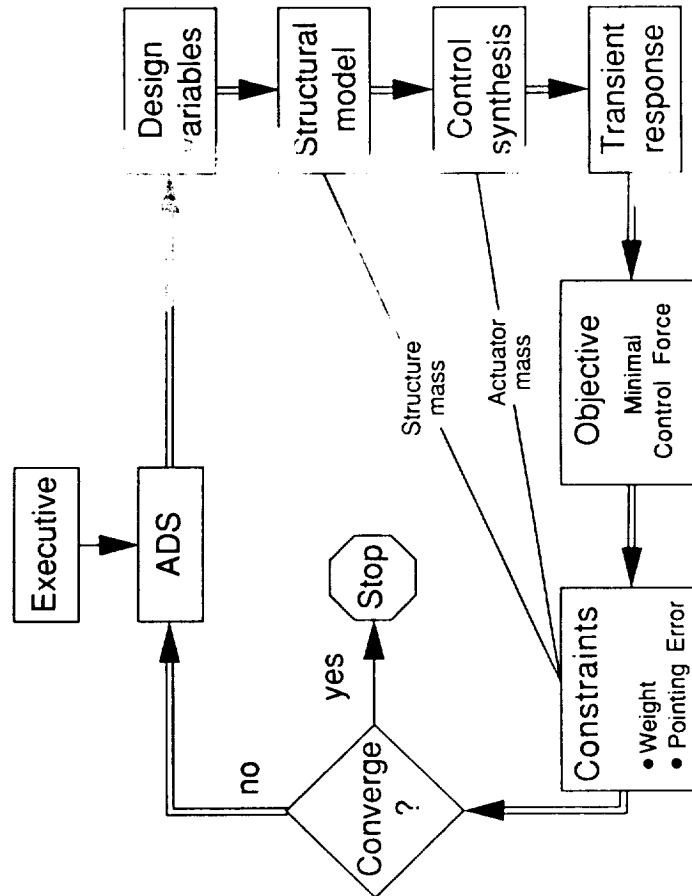 Executive
ADS
Design
variables
Structural
model
Control
synthesis
Transient
response
Objective
Minimal
Control Force
Constraints
● Weight
● Pointing Error
Structure
mass
Actuator
mass
Converge
?
yes
Stop
no